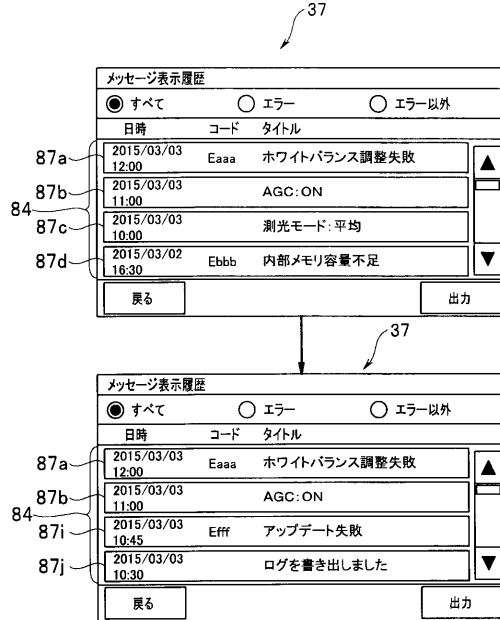 37
メッセージ表示履歴
すべて エラー エラー以外
日時 コード タイトル
87a 2015/03/03 12:00 Eaaa ホワイトバランス調整失敗
87b 2015/03/03 11:00 AGC:ON
84
87c 2015/03/03 10:00 測光モード:平均
87d 2015/03/02 16:30 Ebbb 内部メモリ容量不足
戻る 出力
37
メッセージ表示履歴
すべて エラー エラー以外
日時 コード タイトル
87a 2015/03/03 12:00 Eaaa ホワイトバランス調整失敗
87b 2015/03/03 11:00 AGC:ON
84
87i 2015/03/03 10:45 Efff アップデート失敗
87j 2015/03/03 10:30 ログを書き出しました
戻る 出力